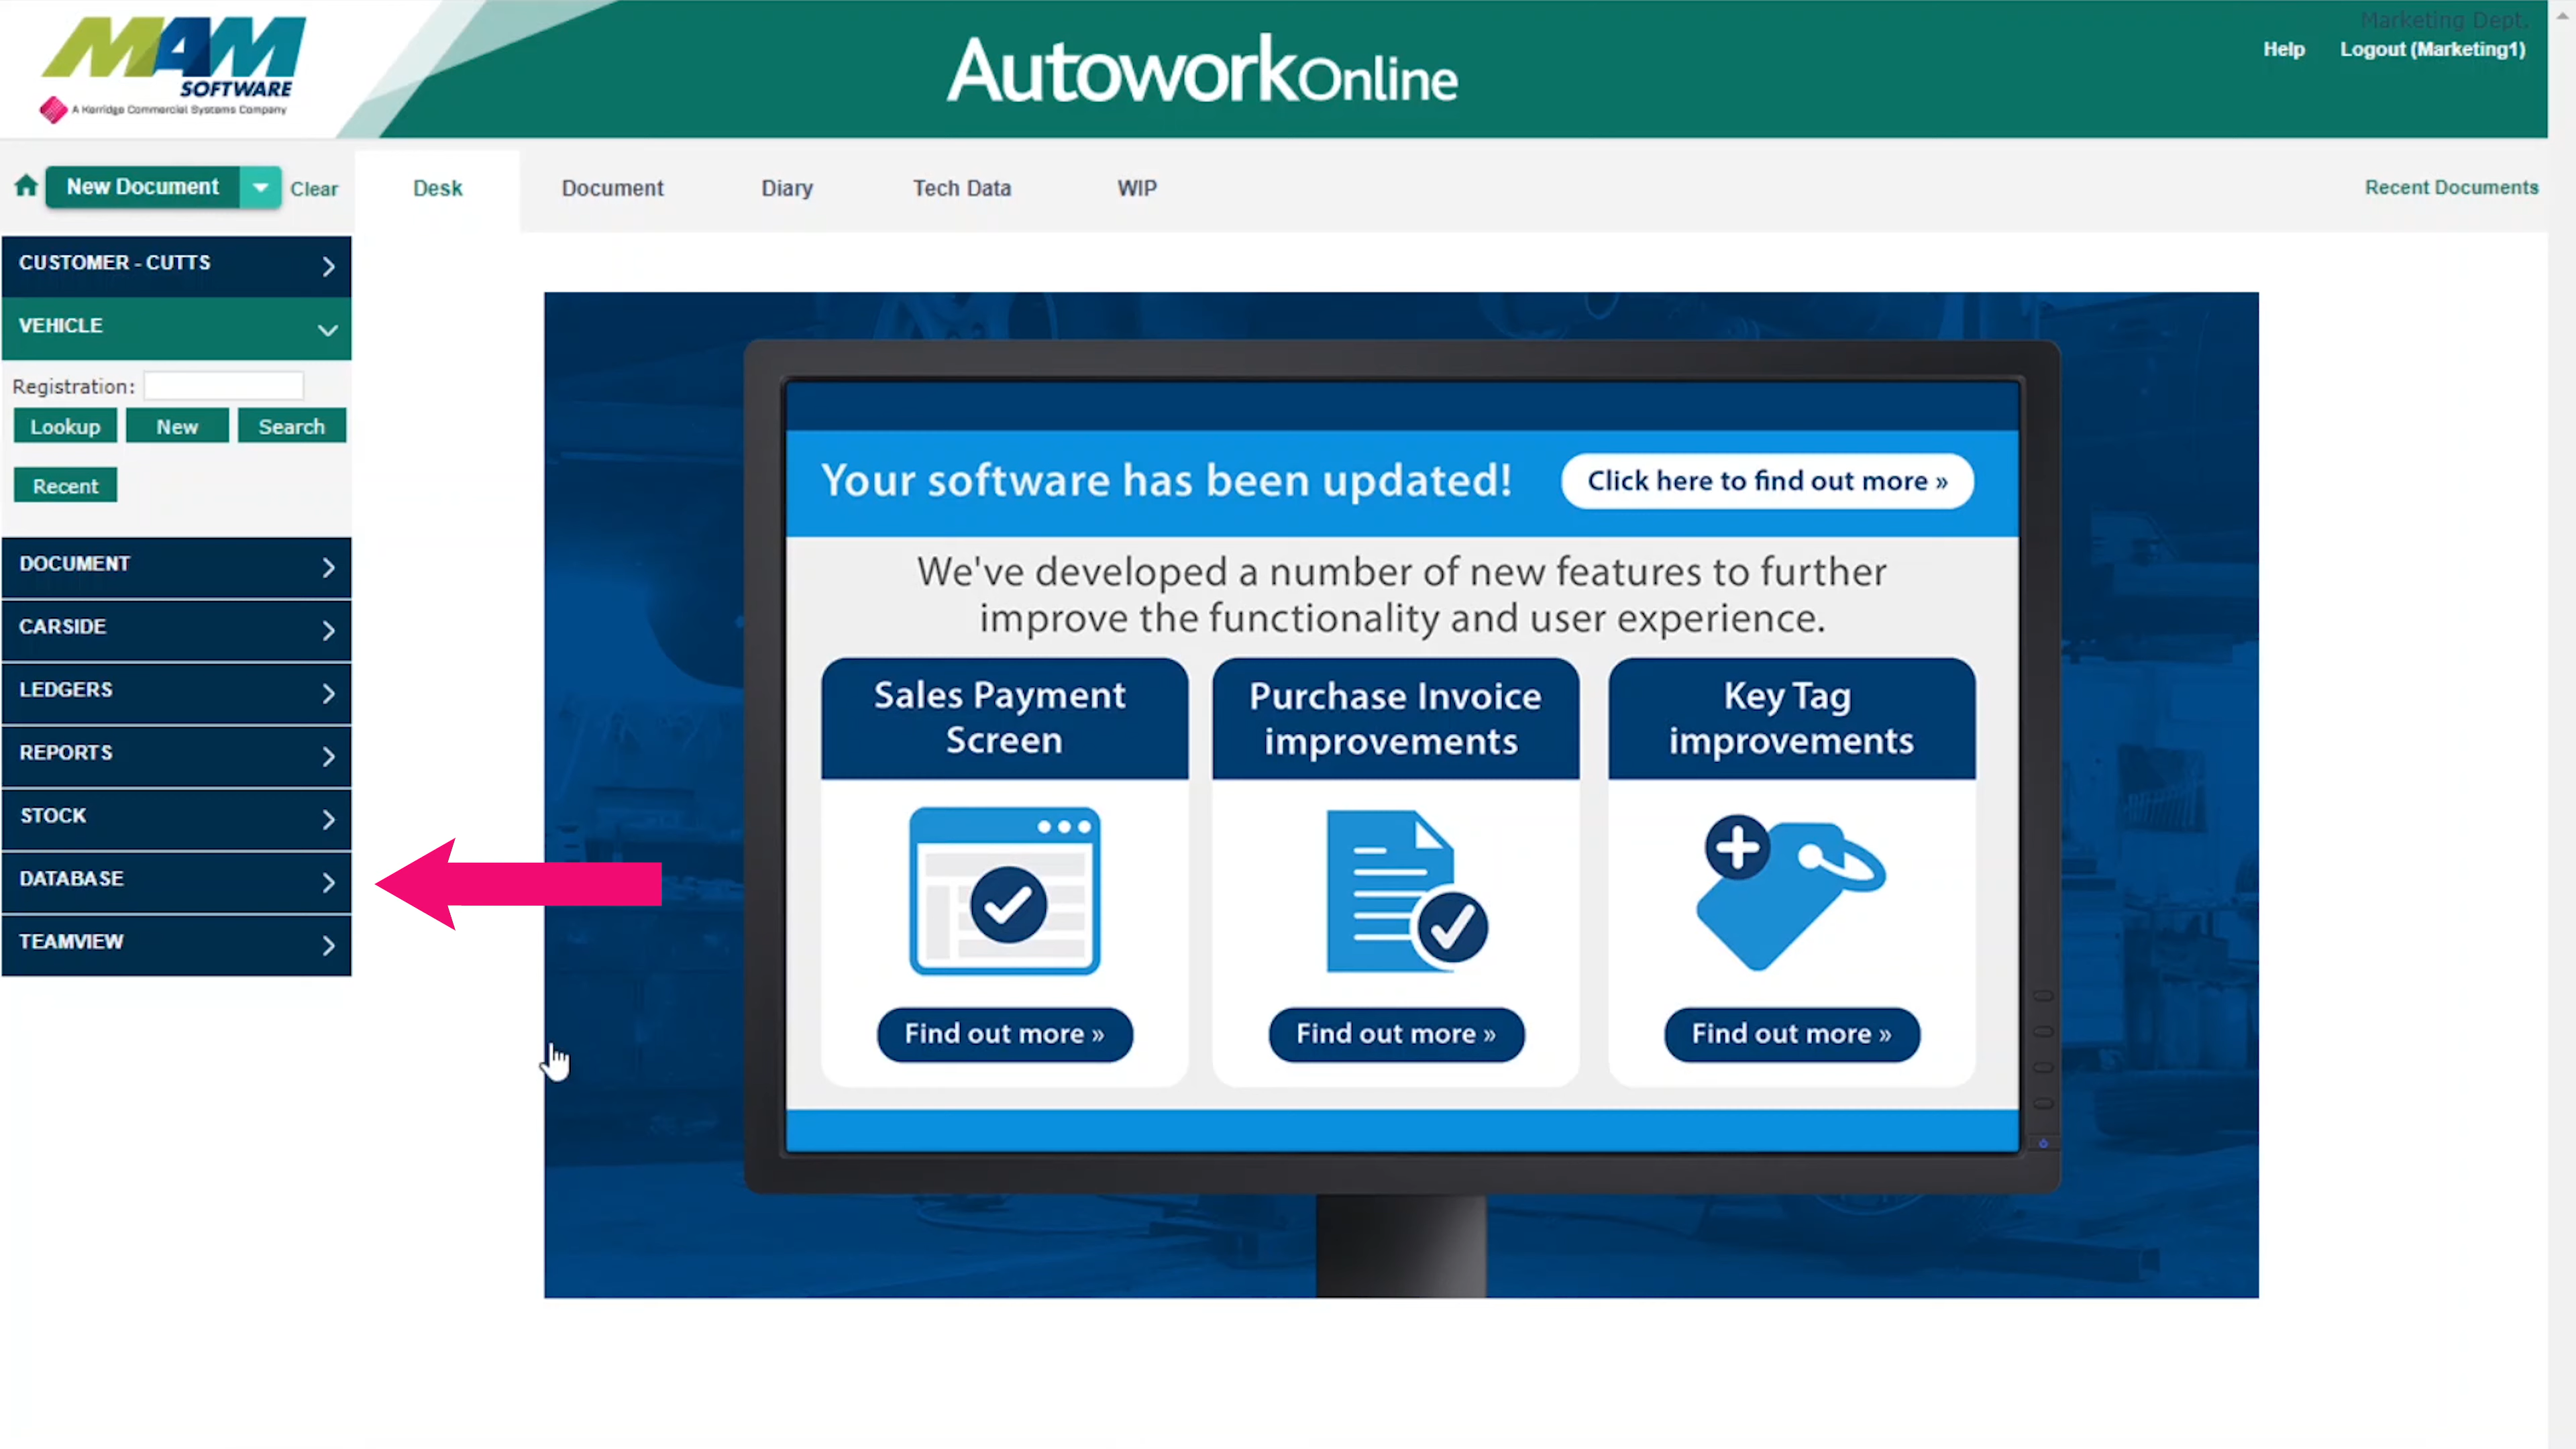 MAM
SOFTWARE
A Kerridge Commercial Systems Company
AutoworkOnline
Marketing Dept.
Help
Logout (Marketing1)
New Document
Clear
Desk
Document
Diary
Tech Data
WIP
Recent Documents
CUSTOMER - CUTTS
VEHICLE
Registration:
Lookup
New
Search
Recent
DOCUMENT
CARSIDE
LEDGERS
REPORTS
STOCK
DATABASE
TEAMVIEW
Your software has been updated!
Click here to find out more »
We've developed a number of new features to further
improve the functionality and user experience.
Sales Payment
Screen
Find out more »
Purchase Invoice
improvements
Find out more »
Key Tag
improvements
Find out more »